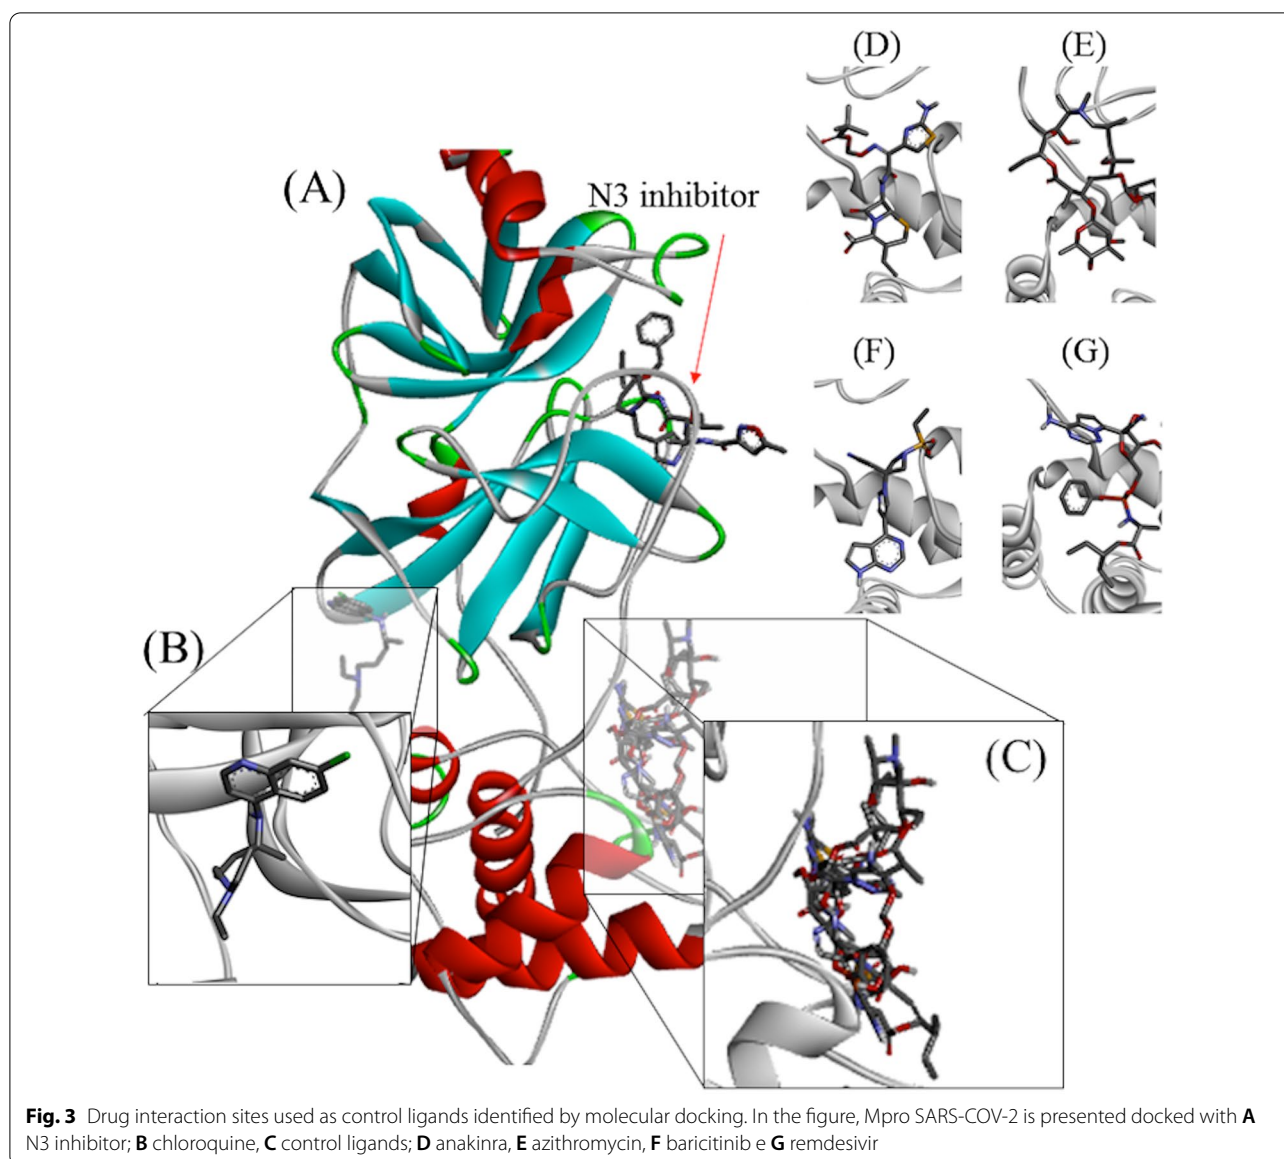 (D)
(E)
(A)
N3 inhibitor
(F)
(G)
(B)
(C)
Fig. 3 Drug interaction sites used as control ligands identified by molecular docking. In the figure, Mpro SARS-COV-2 is presented docked with A
N3 inhibitor; B chloroquine, C control ligands; D anakinra, E azithromycin, F baricitinib e G remdesivir